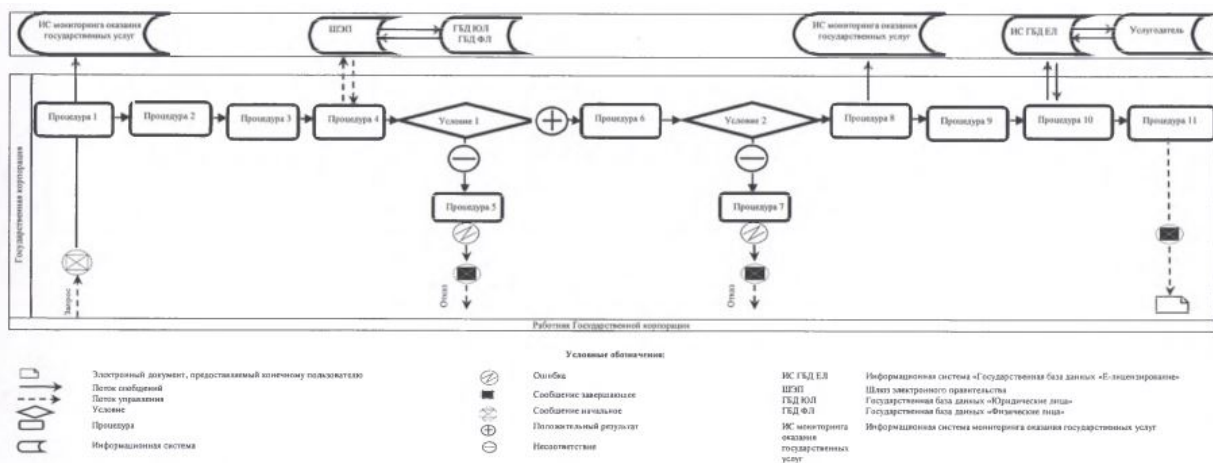 ИС мониторинга оказания
государственных услуг
ШЭП
ГБД ЮЛ
ГБД ФЛ
ИС мониторинга оказания
государственных услуг
ИС ГБД ЕЛ
Услугодатель
Государственная корпорация
Процедура 1
Процедура 2
Процедура 3
Процедура 4
Условие 1
Процедура 6
Условие 2
Процедура 8
Процедура 9
Процедура 10
Процедура 11
Процедура 5
Процедура 7
Запрос
Отказ
Отказ
Работник Государственной корпорации
Условные обозначения:
Электронный документ, предоставляемый конечному пользователю
Поток сообщений
Поток управления
Условие
Процедура
Информационная система
Ошибка
Сообщение завершающее
Сообщение начальное
Положительный результат
Несоответствие
ИС ГБД ЕЛ Информационная система «Государственная база данных «Е-лицензирование»
ШЭП Шлюз электронного правительства
ГБД ЮЛ Государственная база данных «Юридические лица»
ГБД ФЛ Государственная база данных «Физические лица»
ИС мониторинга Информационная система мониторинга оказания государственных услуг
оказания
государственных
услуг